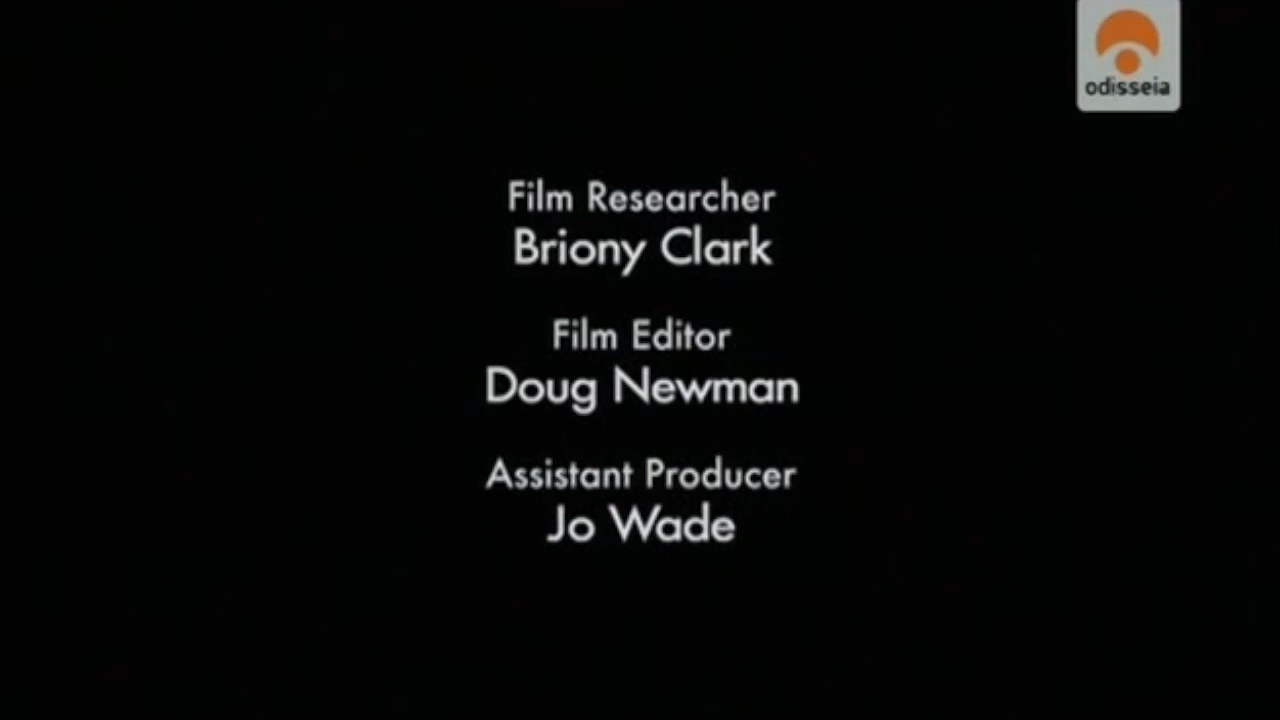 odisseia
Film Researcher
Briony Clark
Film Editor
Doug Newman
Assistant Producer
Jo Wade